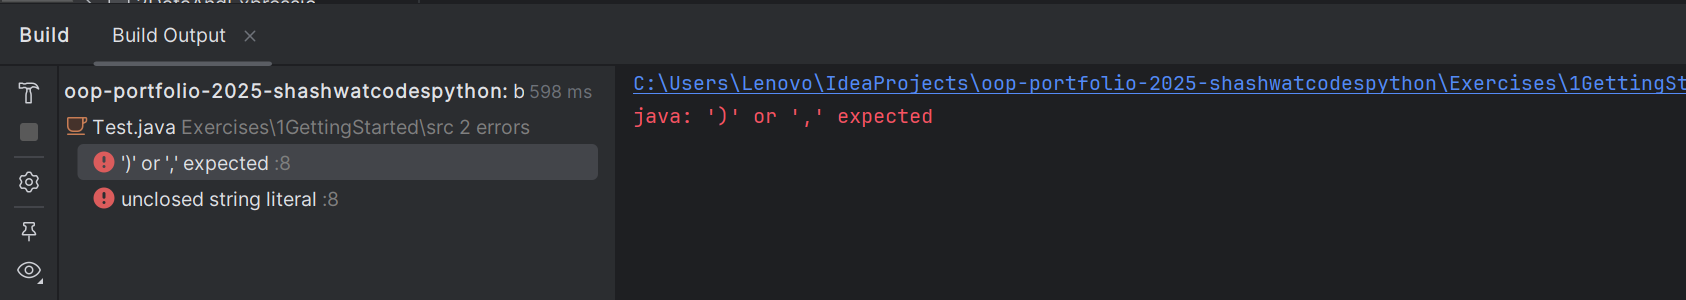 Build Build Output
oop-portfolio-2025-shashwatcodespython: b 598 ms
Test.java Exercises\1GettingStarted\src 2 errors
')' or ',' expected :8
unclosed string literal :8
C:\Users\Lenovo\IdeaProjects\oop-portfolio-2025-shashwatcodespython\Exercises\1GettingSt
java: ')' or ',' expected